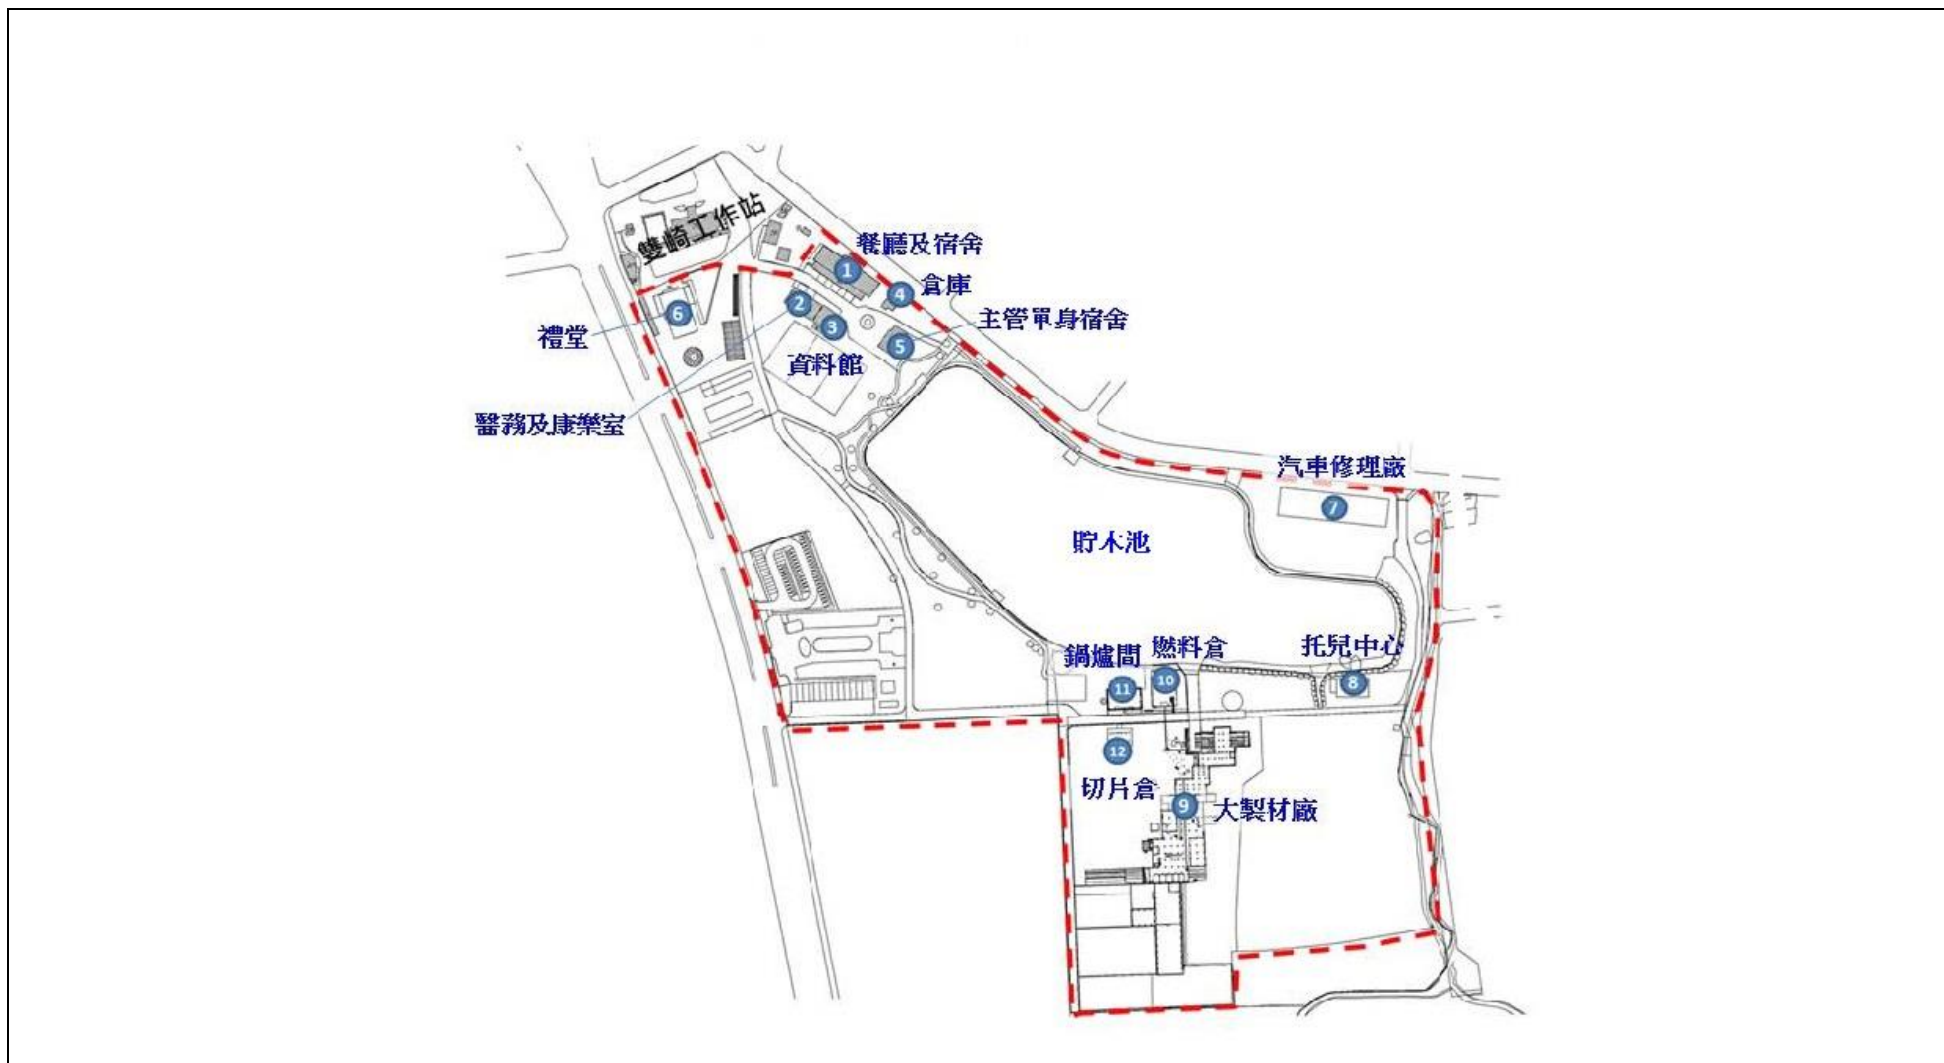 雙崎工作站
餐廳及宿舍
1
4
倉庫
2
6
3
主管單身宿舍
禮堂
5
資料館
醫務及康樂室
汽車修理廠
7
貯木池
鍋爐間
燃料倉
托兒中心
11
10
8
12
切片倉
9
大製材廠